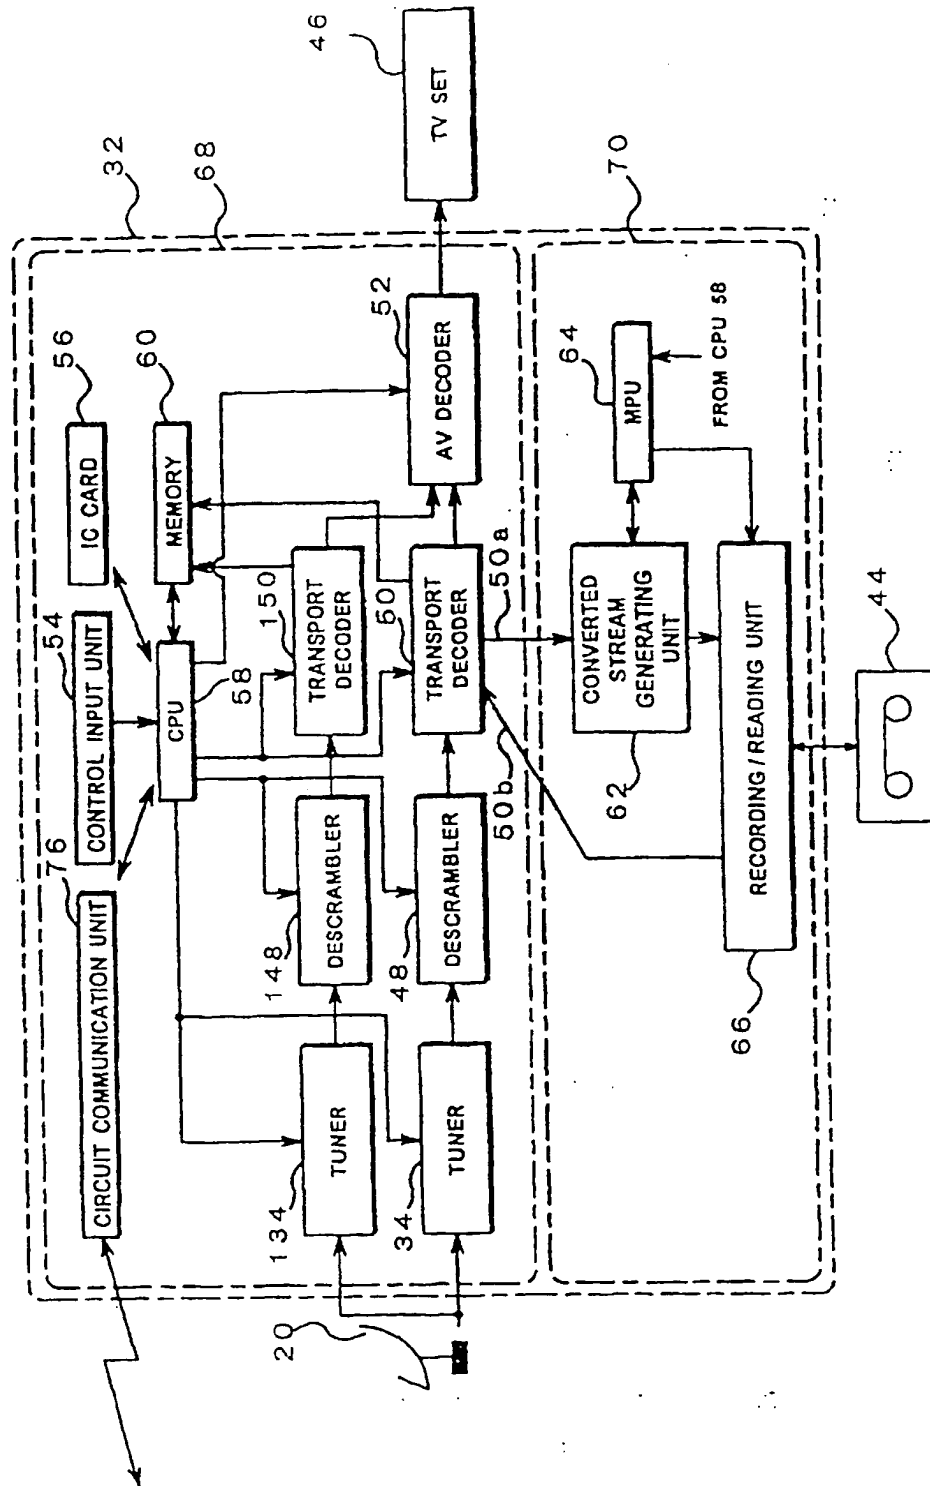 32
68
76
CIRCUIT COMMUNICATION UNIT
54
CONTROL INPUT UNIT
IC CARD
56
CPU
58
MEMORY
60
20
134
TUNER
148
DESCRAMBLER
150
TRANSPORT
DECODER
34
TUNER
48
DESCRAMBLER
50
TRANSPORT
DECODER
AV DECODER
52
TV SET
46
50b
50a
70
62
CONVERTED
STREAM
GENERATING
UNIT
64
MPU
FROM CPU 58
66
RECORDING/READING UNIT
44